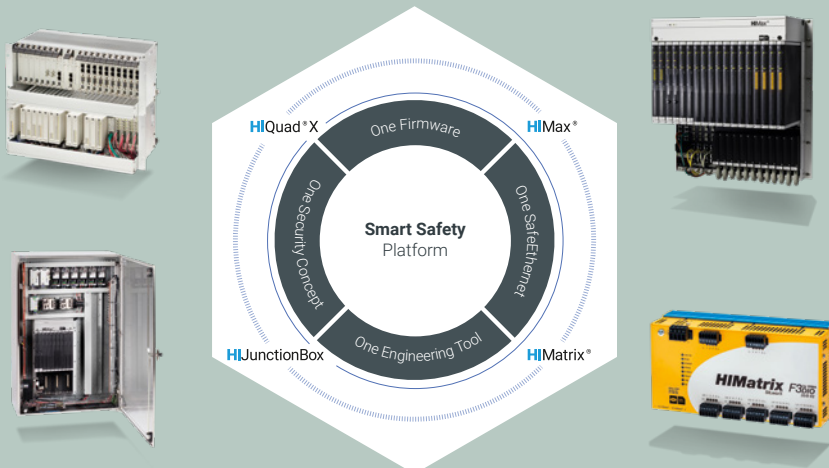 HIMax®
HIQuad®X
One Firmware
HIMax®
One Security Concept
Smart Safety
Platform
One SafeEthernet
HIJunctionBox
One Engineering Tool
HIMatrix®
HIMatrix F3